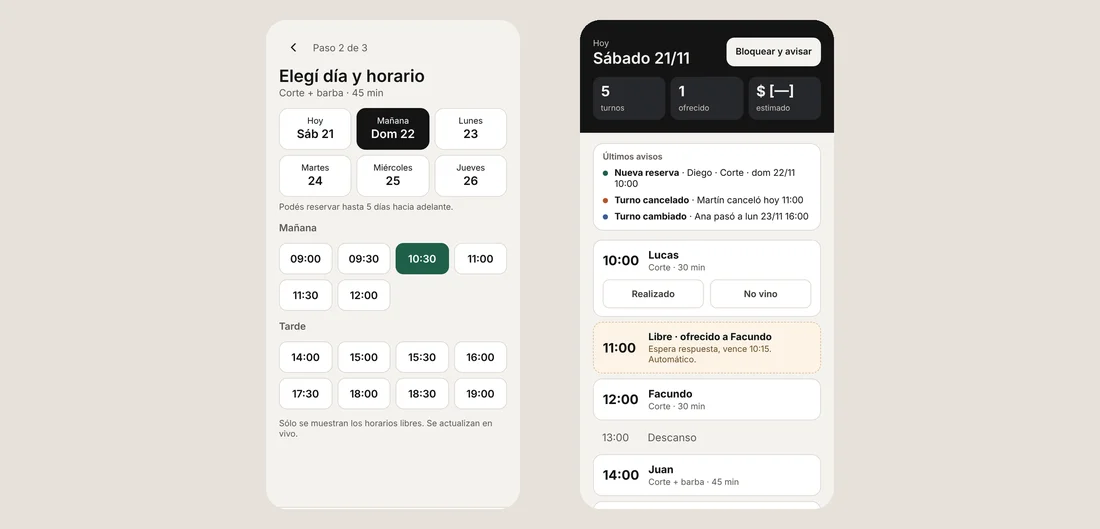 Paso 2 de 3
Elegí día y horario
Corte + barba · 45 min
Hoy
Sáb 21
Mañana
Dom 22
Lunes
23
Martes
24
Miércoles
25
Jueves
26
Podés reservar hasta 5 días hacia adelante.
Mañana
09:00
09:30
10:30
11:00
11:30
12:00
Tarde
14:00
15:00
15:30
16:00
17:30
18:00
18:30
19:00
Sólo se muestran los horarios libres. Se actualizan en
vivo.
Hoy
Sábado 21/11
Bloquear y avisar
5
turnos
1
ofrecido
$ [—]
estimado
Últimos avisos
Nueva reserva · Diego · Corte · dom 22/11
10:00
Turno cancelado · Martín canceló hoy 11:00
Turno cambiado · Ana pasó a lun 23/11 16:00
10:00
Lucas
Corte · 30 min
Realizado
No vino
11:00
Libre · ofrecido a Facundo
Espera respuesta, vence 10:15.
Automático.
12:00
Facundo
Corte · 30 min
13:00
Descanso
14:00
Juan
Corte + barba · 45 min